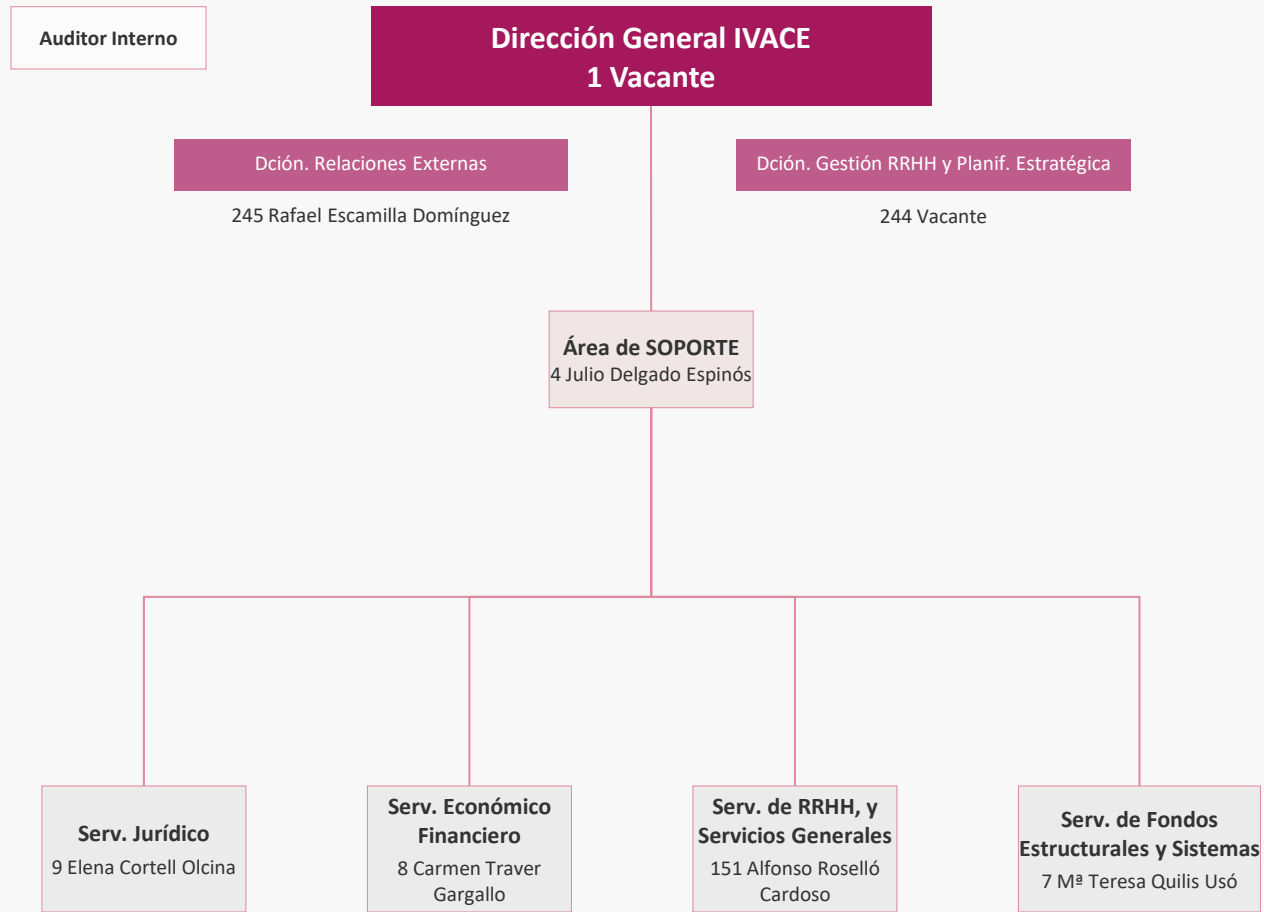 Auditor Interno
Dirección General IVACE
1 Vacante
Dción. Relaciones Externas
245 Rafael Escamilla Domínguez
Dción. Gestión RRHH y Planif. Estratégica
244 Vacante
Área de SOPORTE
4 Julio Delgado Espinós
Serv. Jurídico
9 Elena Cortell Olcina
Serv. Económico
Financiero
8 Carmen Traver
Gargallo
Serv. de RRHH, y
Servicios Generales
151 Alfonso Roselló
Cardoso
Serv. de Fondos
Estructurales y Sistemas
7 Mª Teresa Quilis Usó